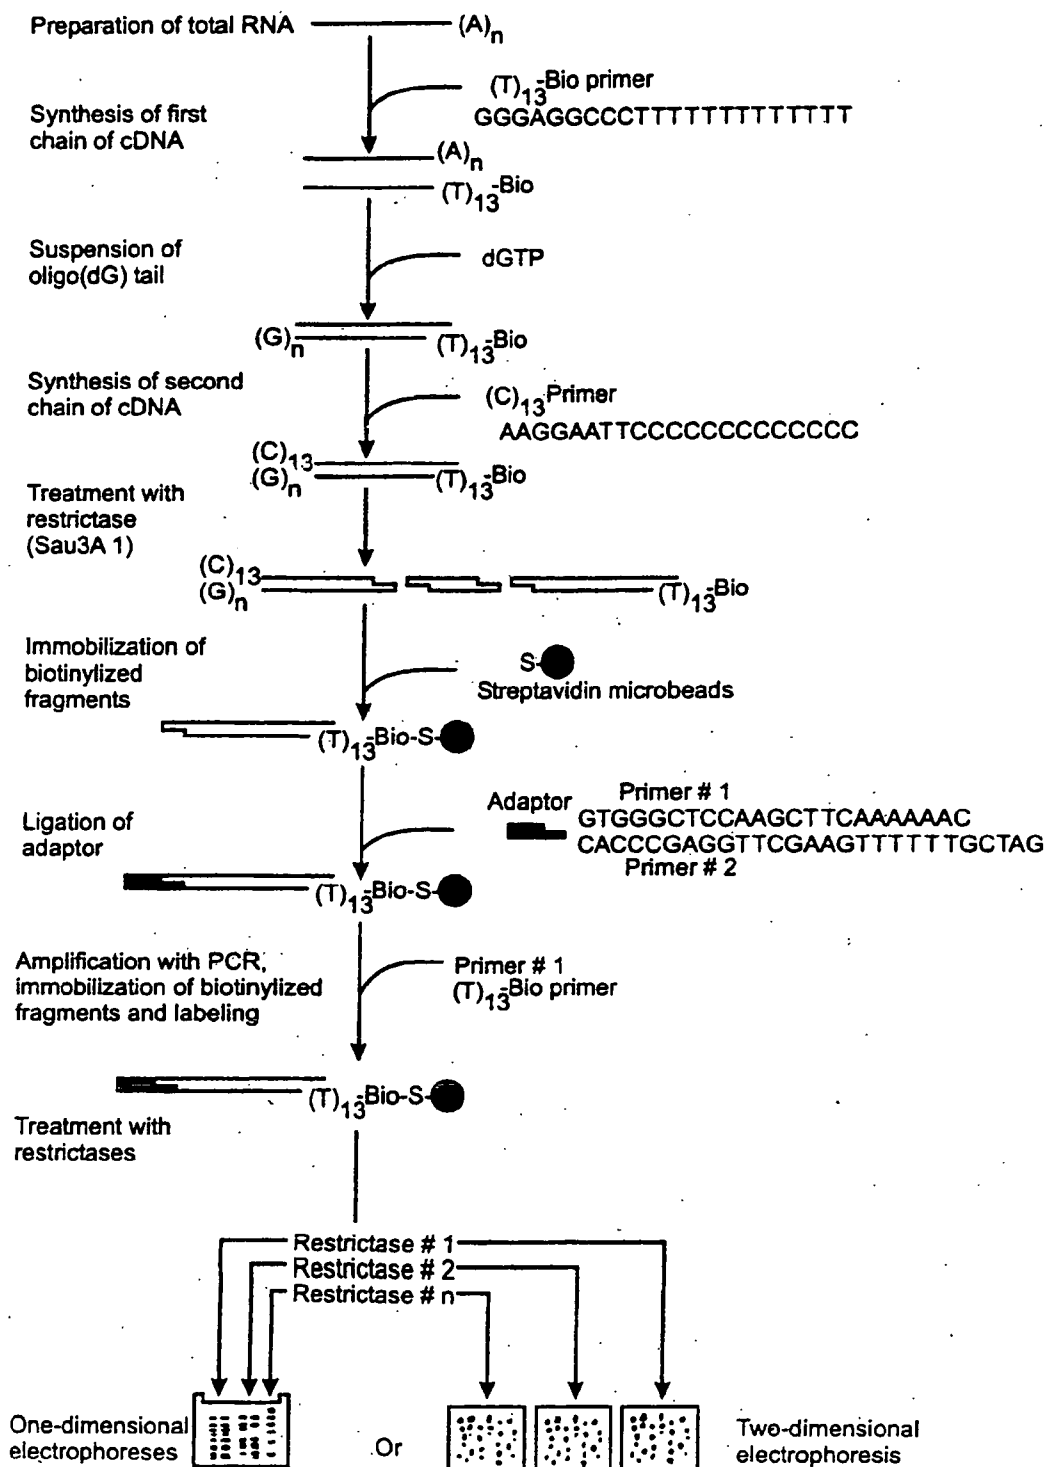 Preparation of total RNA (A)n
(T)13-Bio primer
GGGAGGCCCTTTTTTTTTTTTT
Synthesis of first
chain of cDNA
(A)n
(T)13-Bio
Suspension of
oligo(dG) tail
dGTP
(G)n (T)13-Bio
Synthesis of second
chain of cDNA
(C)13Primer
AAGGAATTCCCCCCCCCCCCC
(C)13
(G)n (T)13-Bio
Treatment with
restrictase
(Sau3A 1)
(C)13
(G)n (T)13-Bio
Immobilization of
biotinylized
fragments
S-
Streptavidin microbeads
(T)13-Bio-S-
Ligation of
adaptor
Adaptor
Primer # 1
GTGGGCTCCAAGCTTCAAAAAAC
CACCCGAGGTTCGAAGTTTTTTGCTAG
Primer # 2
(T)13-Bio-S-
Amplification with PCR,
immobilization of biotinylized
fragments and labeling
Primer # 1
(T)13-Bio primer
(T)13-Bio-S-
Treatment with
restrictases
Restrictase # 1
Restrictase # 2
Restrictase # n
One-dimensional
electrophoreses
Or
Two-dimensional
electrophoresis